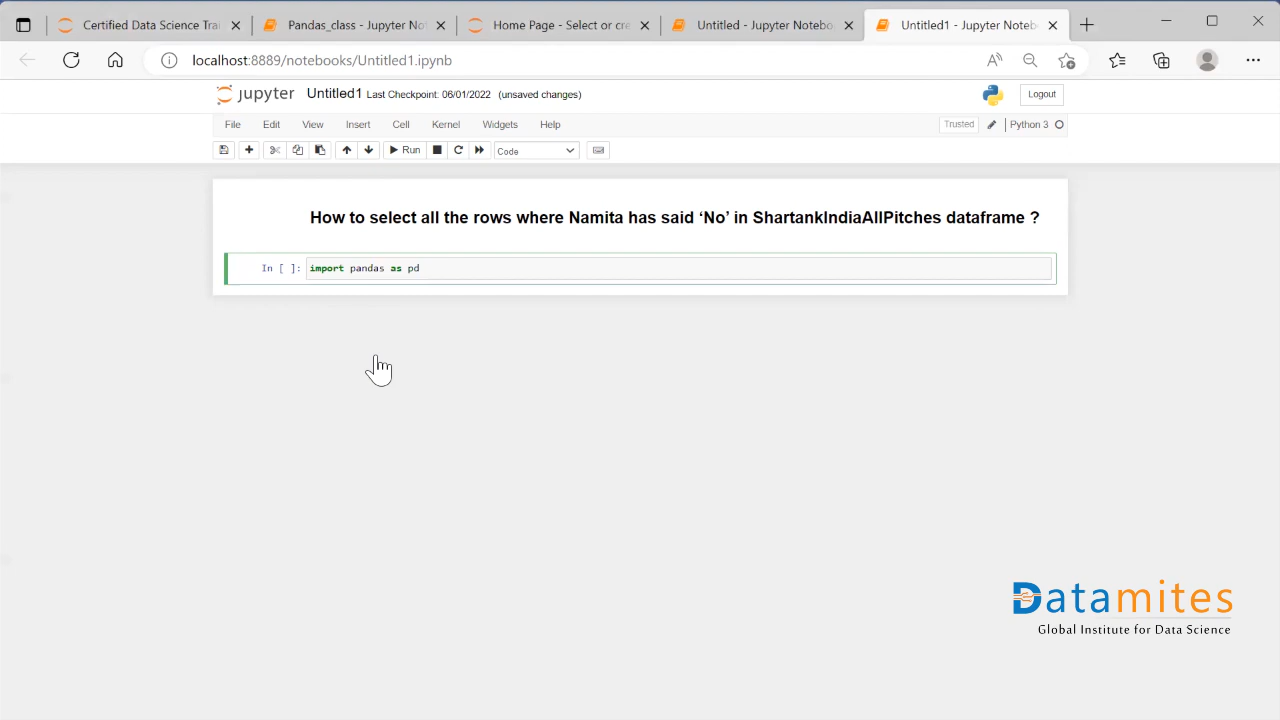 Certified Data Science Trai
Pandas_class - Jupyter Not
Home Page - Select or cre
Untitled - Jupyter Notebo
Untitled1 - Jupyter Noteb
localhost:8889/notebooks/Untitled1.ipynb
jupyter Untitled1 Last Checkpoint: 06/01/2022 (unsaved changes)
Logout
File Edit View Insert Cell Kernel Widgets Help
Trusted
Python 3
Run
Code
How to select all the rows where Namita has said ‘No’ in ShartankIndiaAllPitches dataframe ?
In [ ]: import pandas as pd
Datamites
Global Institute for Data Science